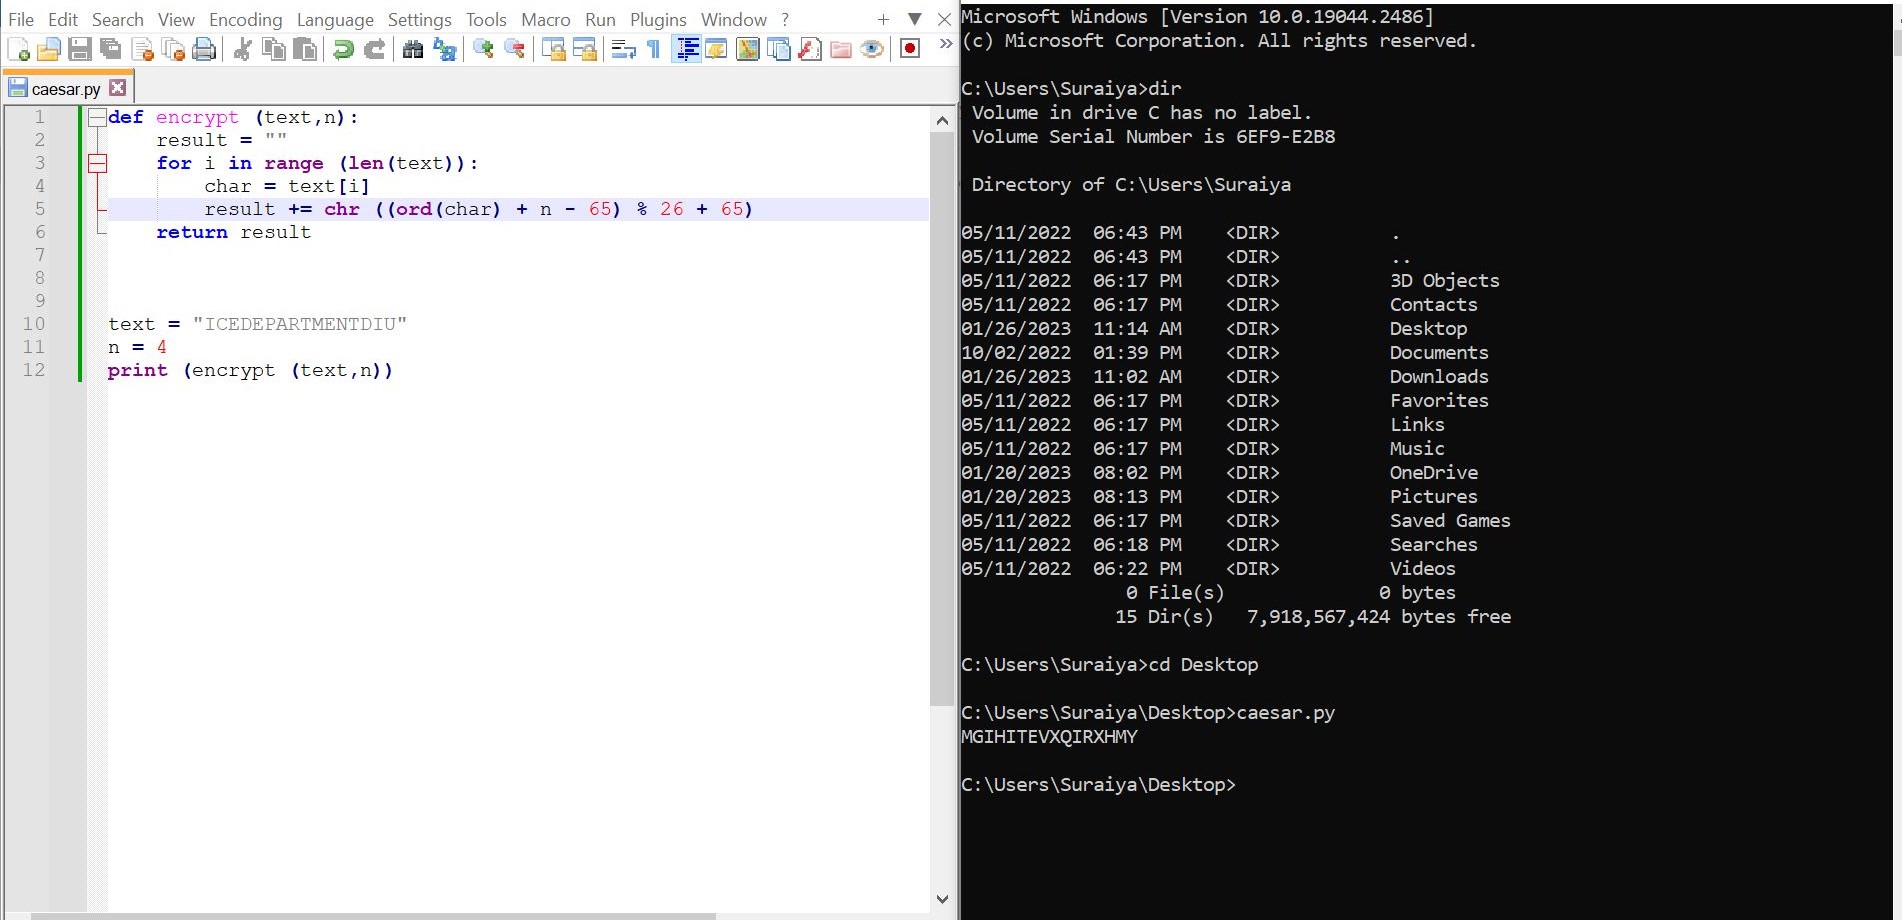 File Edit Search View Encoding Language Settings Tools Macro Run Plugins Window ?
caesar.py
1 def encrypt (text,n):
2     result = ""
3     for i in range (len(text)):
4         char = text[i]
5         result += chr ((ord(char) + n - 65) % 26 + 65)
6     return result
7
8
9
10 text = "ICEDEPARTMENTDIU"
11 n = 4
12 print (encrypt (text,n))
Microsoft Windows [Version 10.0.19044.2486]
(c) Microsoft Corporation. All rights reserved.
C:\Users\Suraiya>dir
 Volume in drive C has no label.
 Volume Serial Number is 6EF9-E2B8
 Directory of C:\Users\Suraiya
05/11/2022  06:43 PM    <DIR>          .
05/11/2022  06:43 PM    <DIR>          ..
05/11/2022  06:17 PM    <DIR>          3D Objects
05/11/2022  06:17 PM    <DIR>          Contacts
01/26/2023  11:14 AM    <DIR>          Desktop
10/02/2022  01:39 PM    <DIR>          Documents
01/26/2023  11:02 AM    <DIR>          Downloads
05/11/2022  06:17 PM    <DIR>          Favorites
05/11/2022  06:17 PM    <DIR>          Links
05/11/2022  06:17 PM    <DIR>          Music
01/20/2023  08:02 PM    <DIR>          OneDrive
01/20/2023  08:13 PM    <DIR>          Pictures
05/11/2022  06:17 PM    <DIR>          Saved Games
05/11/2022  06:18 PM    <DIR>          Searches
05/11/2022  06:22 PM    <DIR>          Videos
               0 File(s)              0 bytes
              15 Dir(s)   7,918,567,424 bytes free
C:\Users\Suraiya>cd Desktop
C:\Users\Suraiya\Desktop>caesar.py
MGIHITEVXQIRXHMY
C:\Users\Suraiya\Desktop>